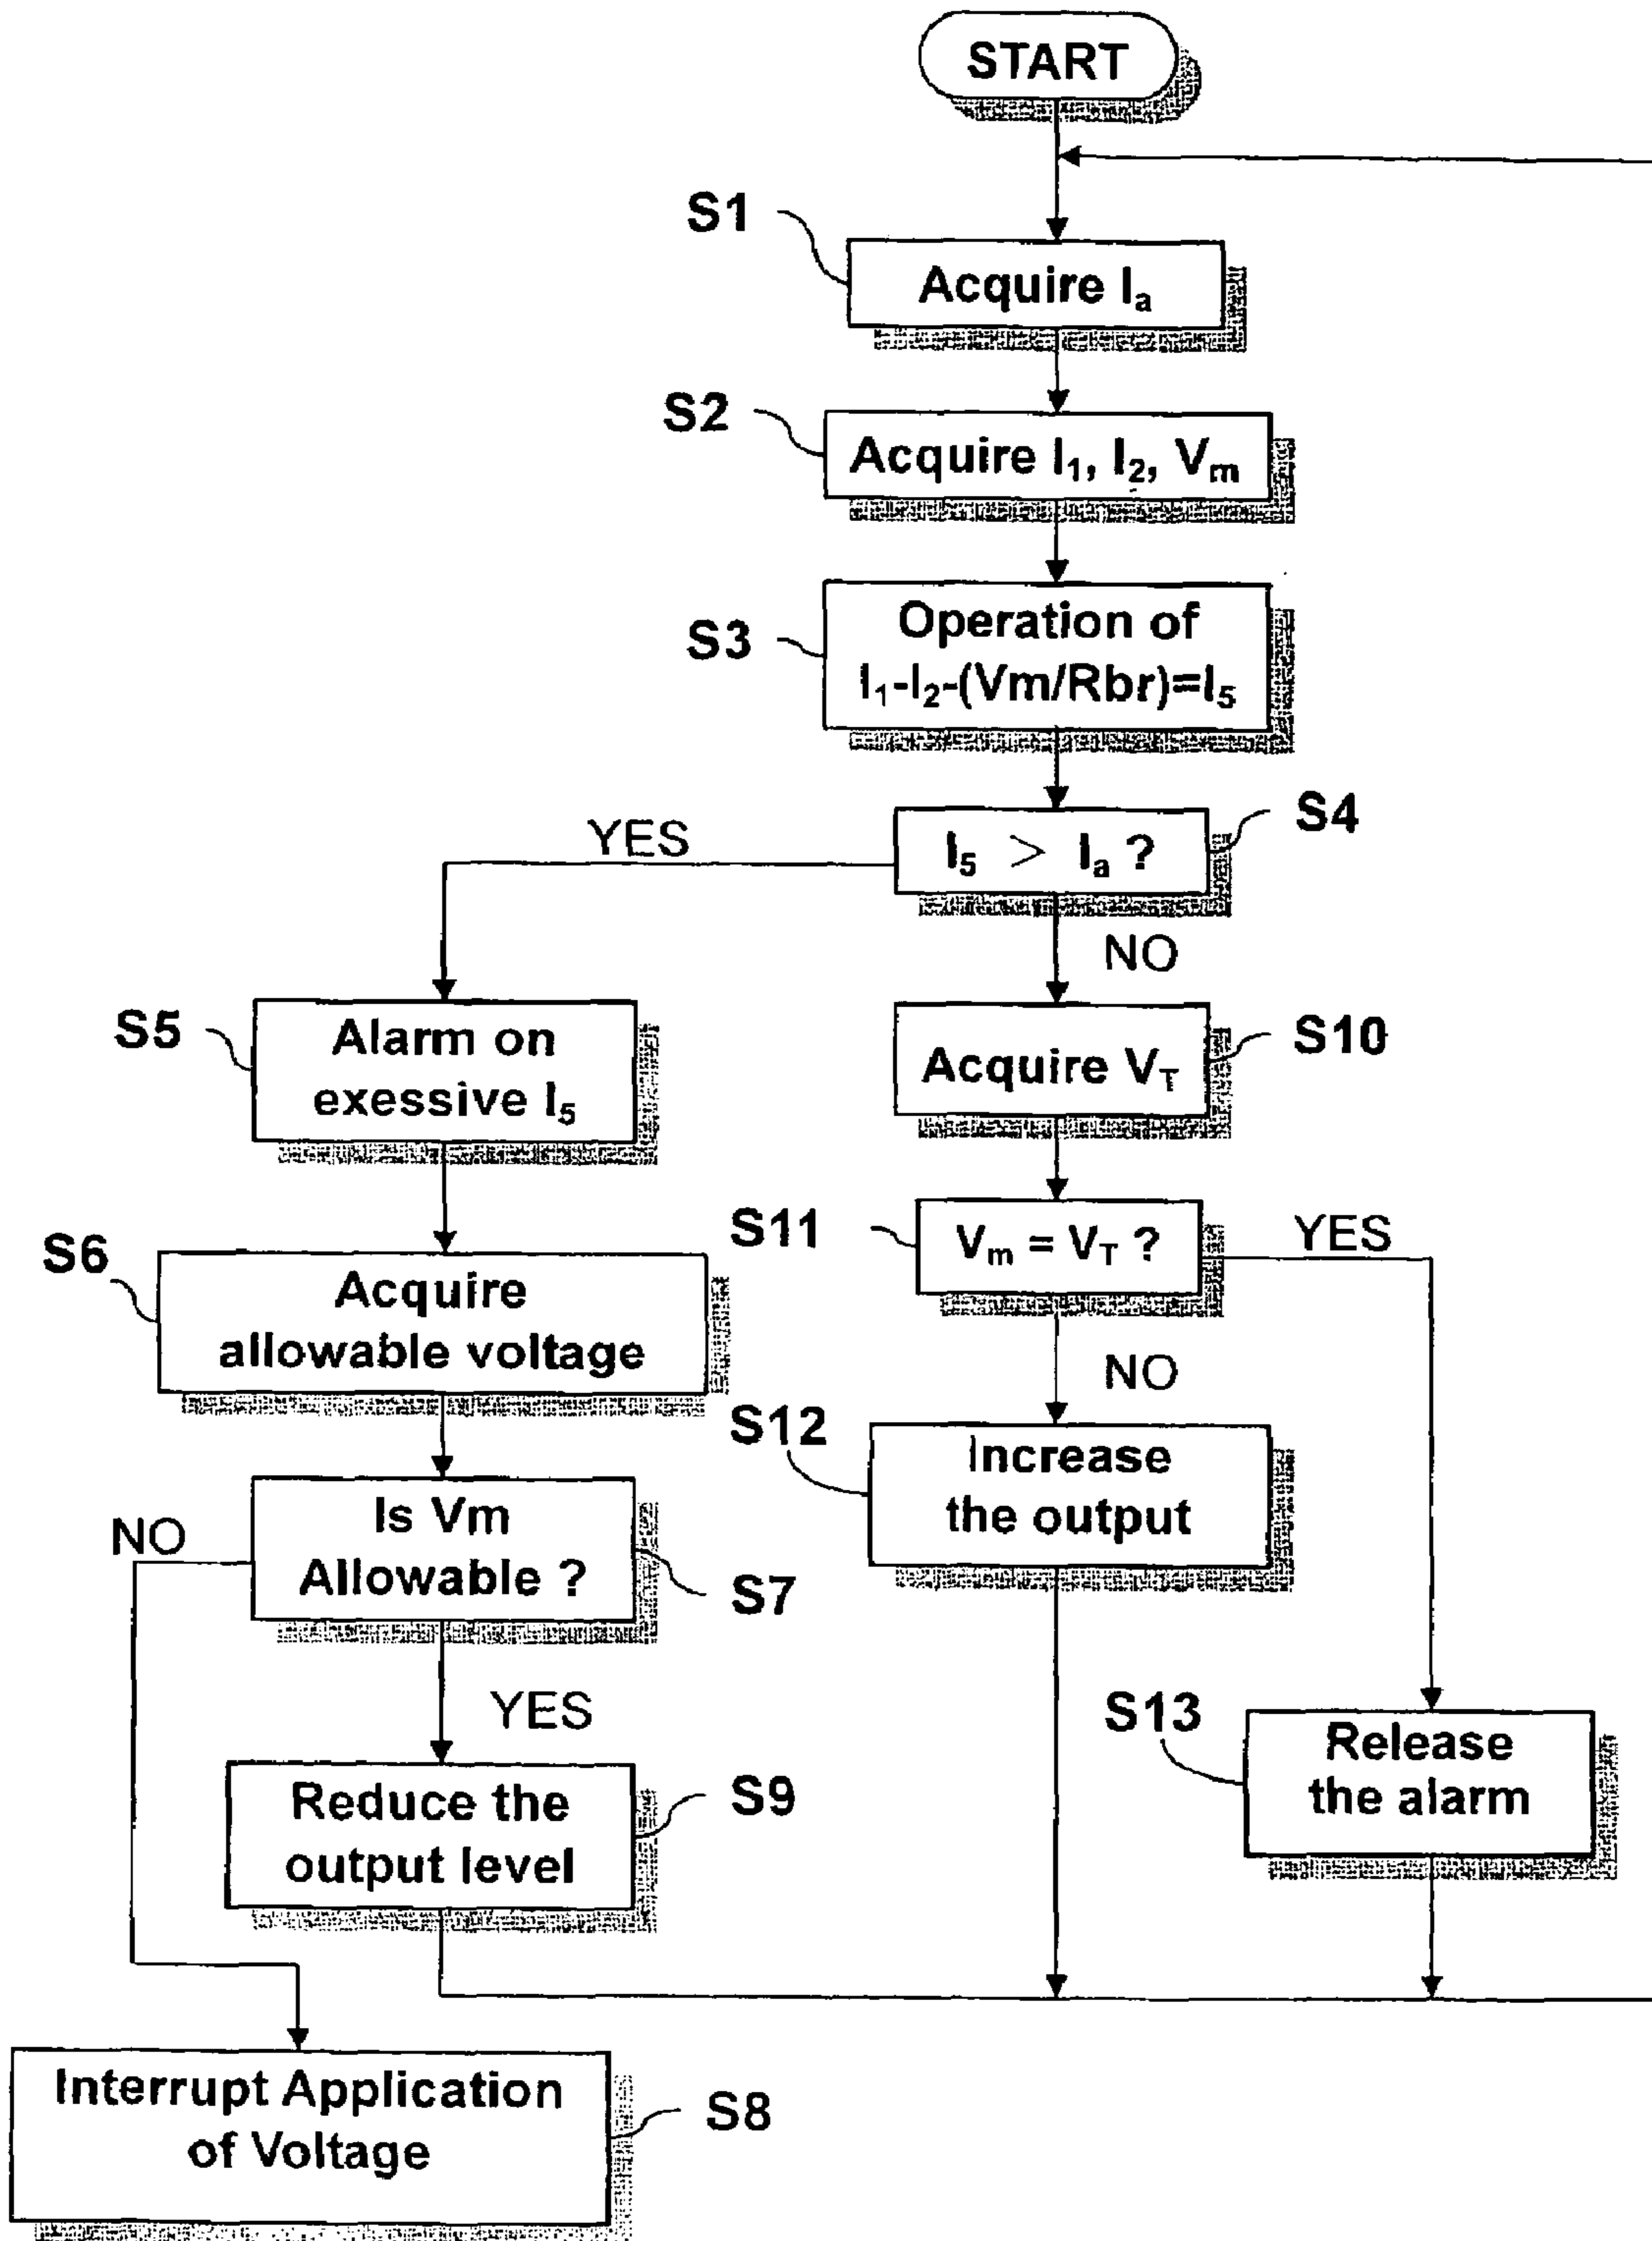 START
S1
Acquire Iₐ
S2
Acquire I₁, I₂, Vₘ
S3
Operation of
I₁-I₂-(Vm/Rbr)=I₅
S4
I₅ > Iₐ ?
YES
NO
S5
Alarm on
exessive I₅
S10
Acquire V_T
S6
Acquire
allowable voltage
S11
Vₘ = V_T ?
YES
NO
S12
Increase
the output
S7
Is Vm
Allowable ?
NO
YES
S13
Release
the alarm
S9
Reduce the
output level
S8
Interrupt Application
of Voltage